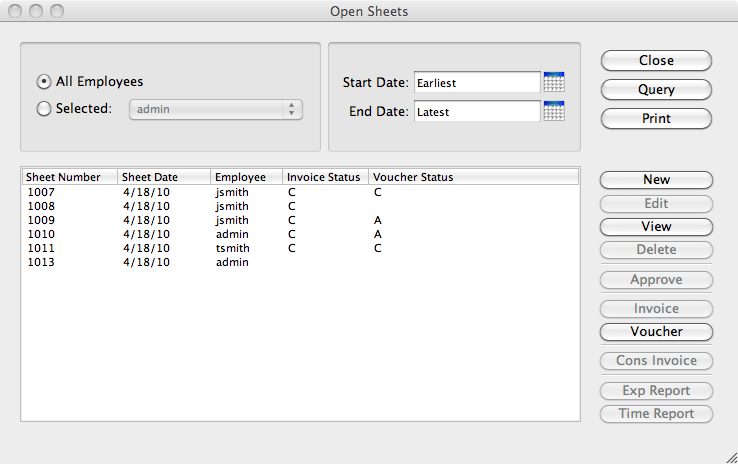 Open Sheets
All Employees
Selected: admin
Start Date: Earliest
End Date: Latest
Close
Query
Print
Sheet Number Sheet Date Employee Invoice Status Voucher Status
1007 4/18/10 jsmith C C
1008 4/18/10 jsmith C
1009 4/18/10 jsmith C A
1010 4/18/10 admin C A
1011 4/18/10 tsmith C C
1013 4/18/10 admin
New
Edit
View
Delete
Approve
Invoice
Voucher
Cons Invoice
Exp Report
Time Report